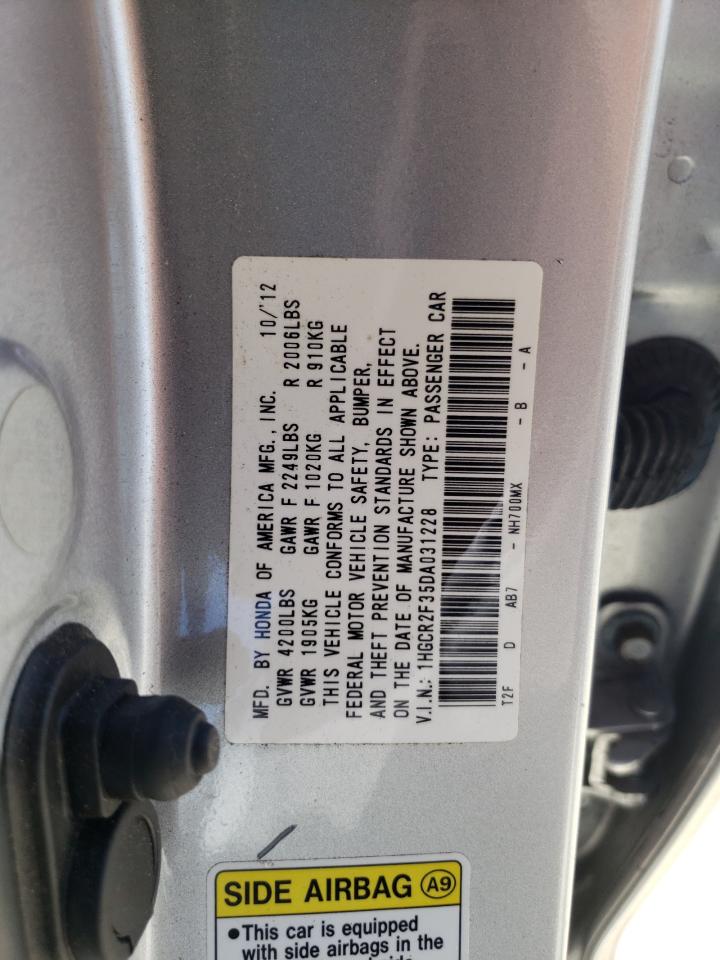 MFD. BY HONDA OF AMERICA MFG., INC. 10/'12
GVWR 4200LBS GAWR F 2249LBS R 2006LBS
GVWR 1905KG GAWR F 1020KG R 910KG
THIS VEHICLE CONFORMS TO ALL APPLICABLE
FEDERAL MOTOR VEHICLE SAFETY, BUMPER,
AND THEFT PREVENTION STANDARDS IN EFFECT
ON THE DATE OF MANUFACTURE SHOWN ABOVE.
V.I.N.: 1HGCR2F35DA031228 TYPE: PASSENGER CAR
T2F D AB7 - NH700MX - B - A
SIDE AIRBAG A9
●This car is equipped
with side airbags in the